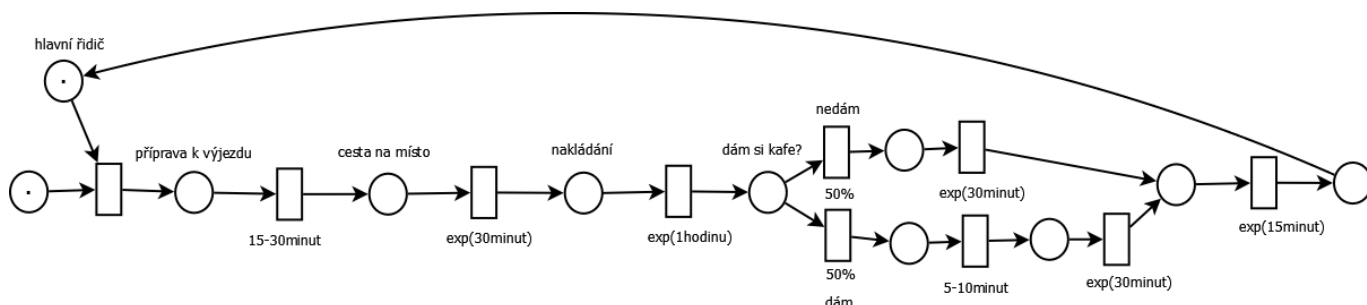 hlavní řidič
příprava k výjezdu
cesta na místo
nakládání
dám si kafe?
nedám
15-30minut
exp(30minut)
exp(1hodinu)
50%
exp(30minut)
exp(15minut)
50%
dám
5-10minut
exp(30minut)